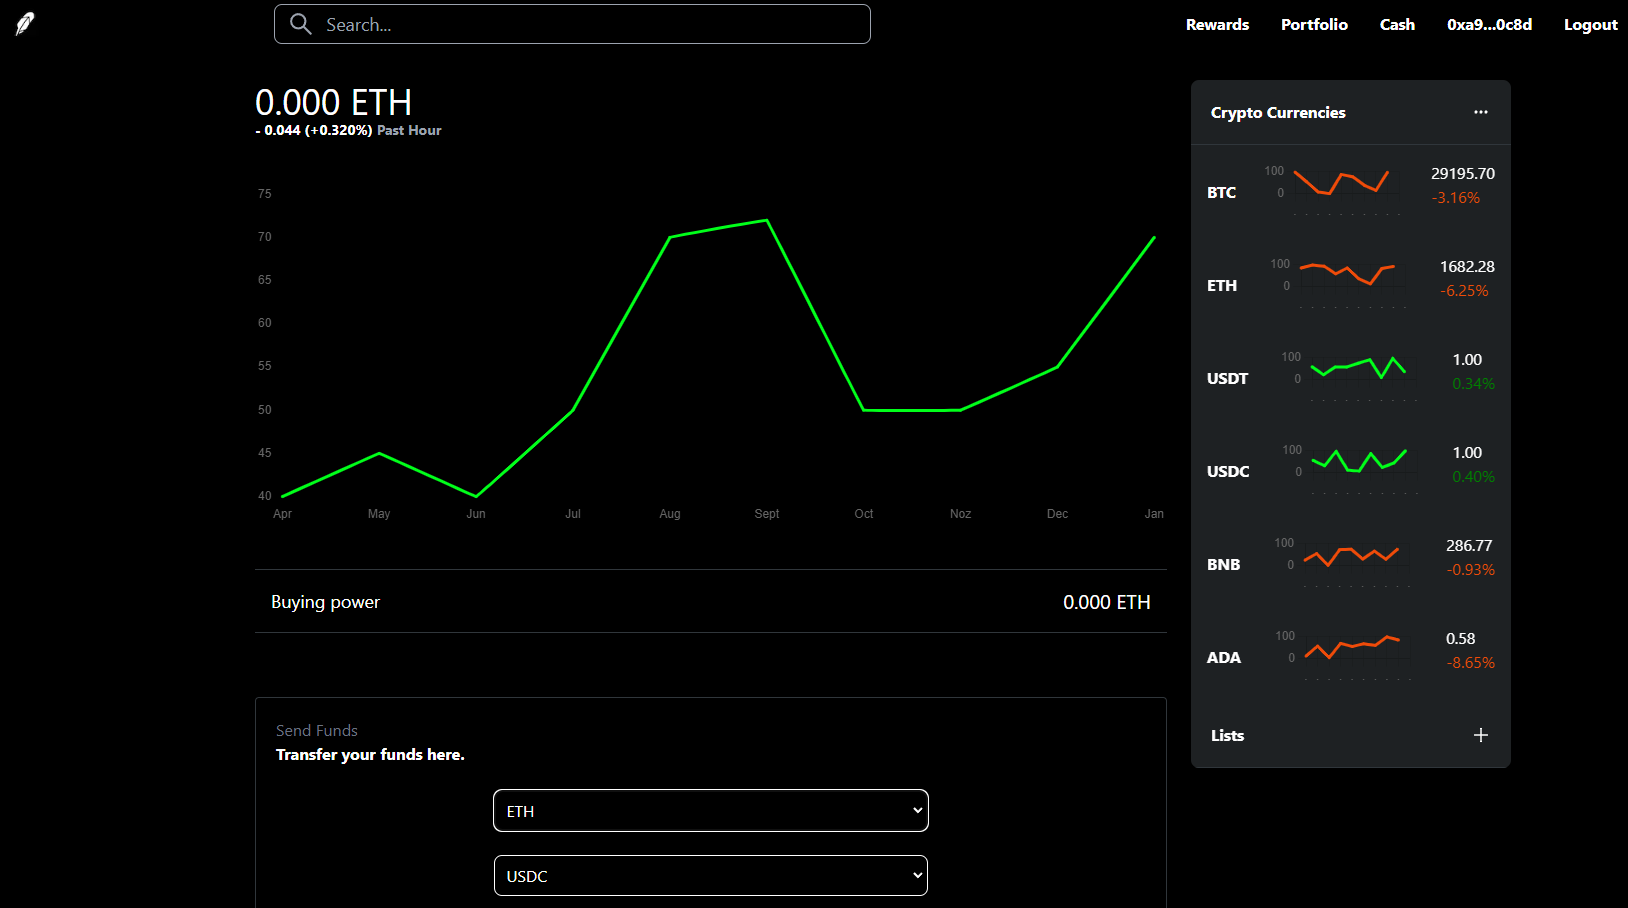 Search...
Rewards Portfolio Cash 0xa9...0c8d Logout
0.000 ETH
- 0.044 (+0.320%) Past Hour
75
70
65
60
55
50
45
40
Apr May Jun Jul Aug Sept Oct Noz Dec Jan
Buying power 0.000 ETH
Send Funds
Transfer your funds here.
ETH
USDC
Crypto Currencies ...
BTC 100 0 29195.70
-3.16%
ETH 100 0 1682.28
-6.25%
USDT 100 0 1.00
0.34%
USDC 100 0 1.00
0.40%
BNB 100 0 286.77
-0.93%
ADA 100 0 0.58
-8.65%
Lists +